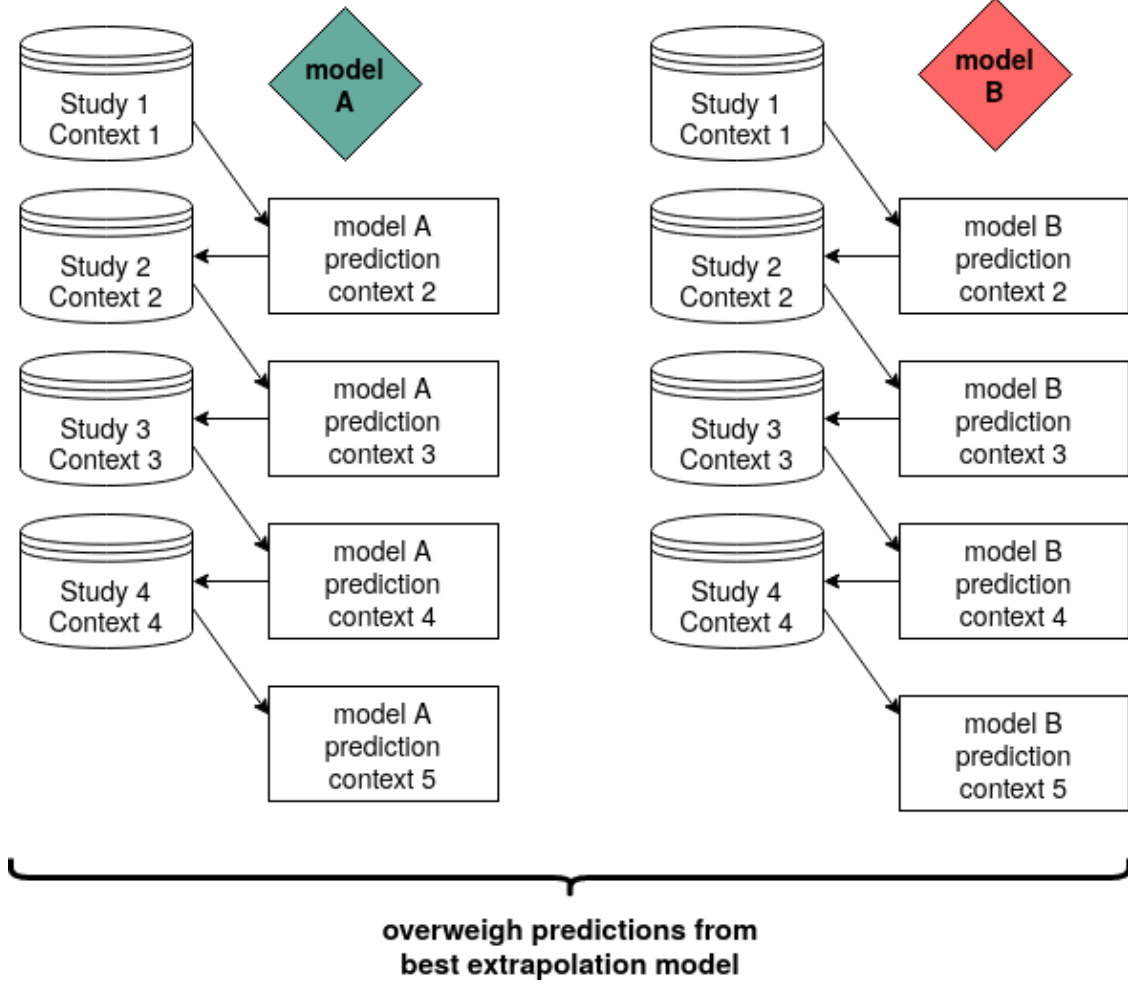 model
A
Study 1
Context 1
model A
prediction
context 2
Study 2
Context 2
model A
prediction
context 3
Study 3
Context 3
model A
prediction
context 4
Study 4
Context 4
model A
prediction
context 5
model
B
Study 1
Context 1
model B
prediction
context 2
Study 2
Context 2
model B
prediction
context 3
Study 3
Context 3
model B
prediction
context 4
Study 4
Context 4
model B
prediction
context 5
overweigh predictions from
best extrapolation model